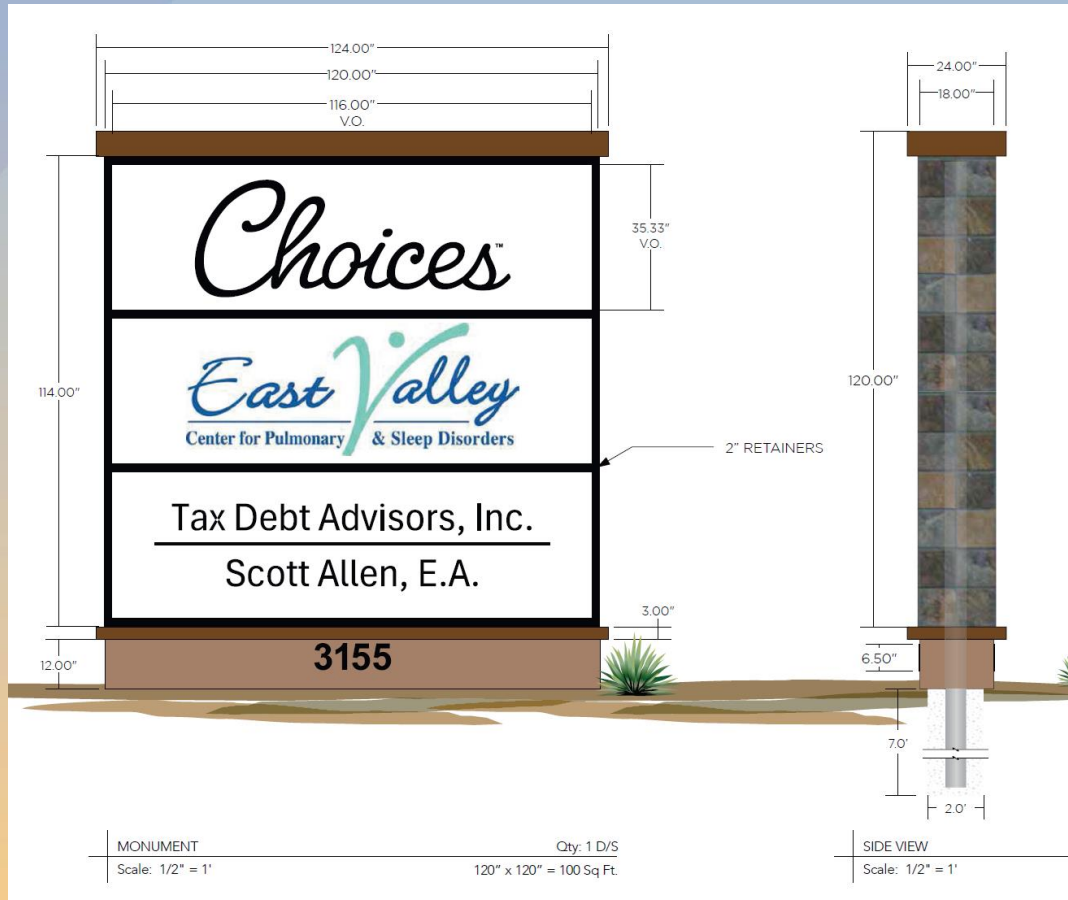 124.00"
120.00"
116.00"
V.O.
Choices™
35.33"
V.O.
East Valley
Center for Pulmonary & Sleep Disorders
114.00"
2" RETAINERS
Tax Debt Advisors, Inc.
Scott Allen, E.A.
3.00"
12.00"
3155
24.00"
18.00"
120.00"
6.50"
7.0'
2.0'
MONUMENT
Qty: 1 D/S
Scale: 1/2" = 1'
120" x 120" = 100 Sq Ft.
SIDE VIEW
Scale: 1/2" = 1'